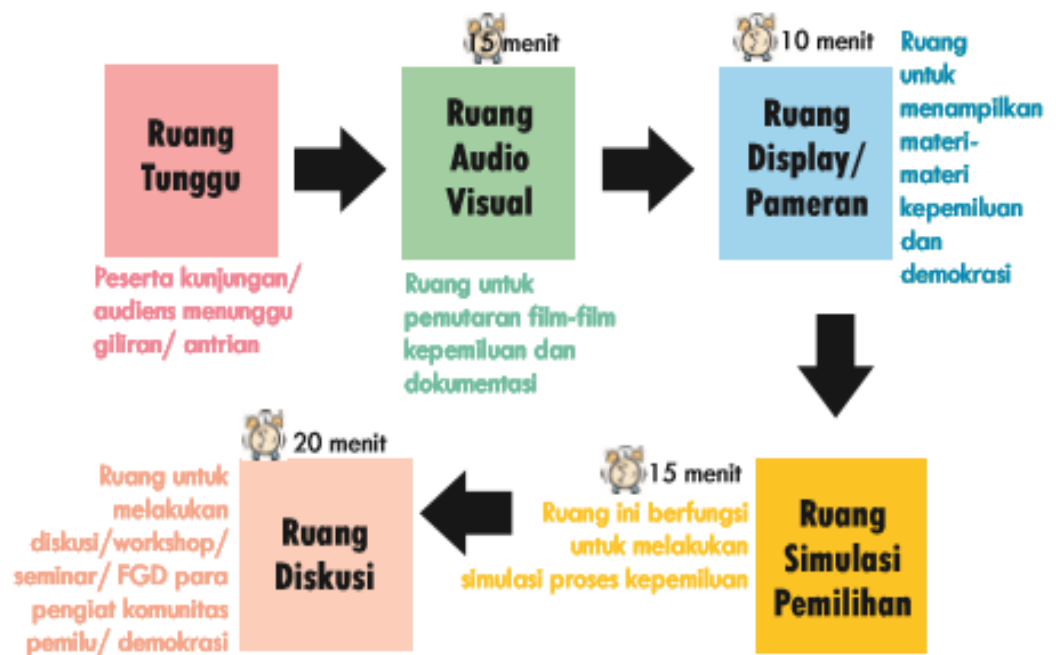 Ruang
Tunggu
Peserta kunjungan/
audiens menunggu
giliran/ antrian
15 menit
Ruang
Audio
Visual
Ruang untuk
pemutaran film-film
kepemiluan dan
dokumentasi
10 menit
Ruang
Display/
Pameran
Ruang
untuk
menampilkan
materi-
materi
kepemiluan
dan
demokrasi
15 menit
Ruang ini berfungsi
untuk melakukan
simulasi proses kepemiluan
Ruang
Simulasi
Pemilihan
20 menit
Ruang
Diskusi
Ruang untuk
melakukan
diskusi/workshop/
seminar/ FGD para
pengiat komunitas
pemilu/ demokrasi